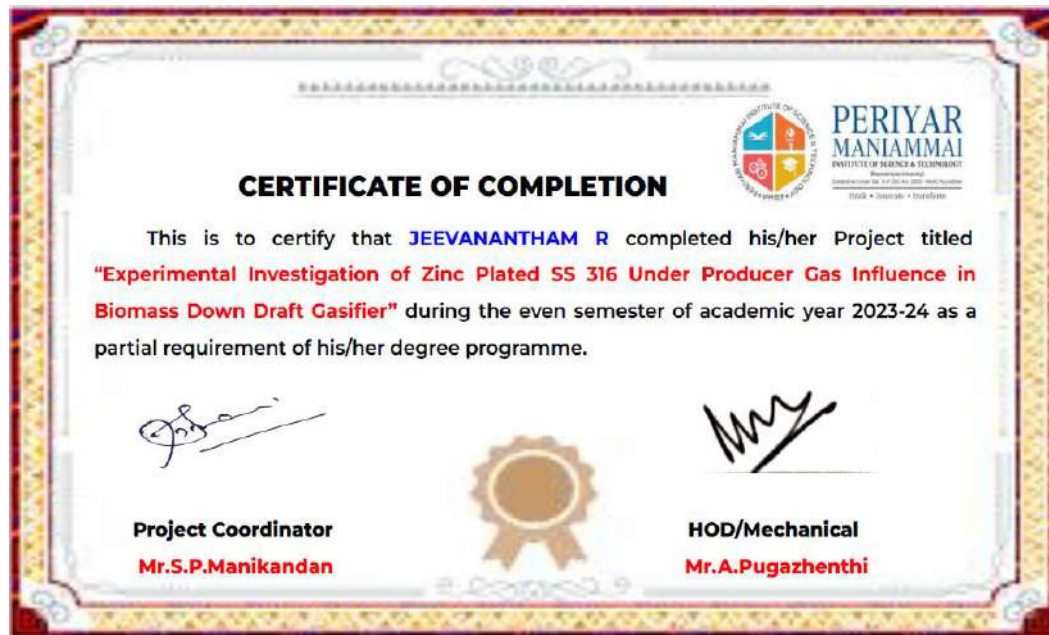 PERIYAR
MANIAMMAI
INSTITUTE OF SCIENCE & TECHNOLOGY
think • innovate • transform
CERTIFICATE OF COMPLETION
This is to certify that JEEVANANTHAM R completed his/her Project titled
“Experimental Investigation of Zinc Plated SS 316 Under Producer Gas Influence in
Biomass Down Draft Gasifier” during the even semester of academic year 2023-24 as a
partial requirement of his/her degree programme.
Project Coordinator
Mr.S.P.Manikandan
HOD/Mechanical
Mr.A.Pugazhenthi